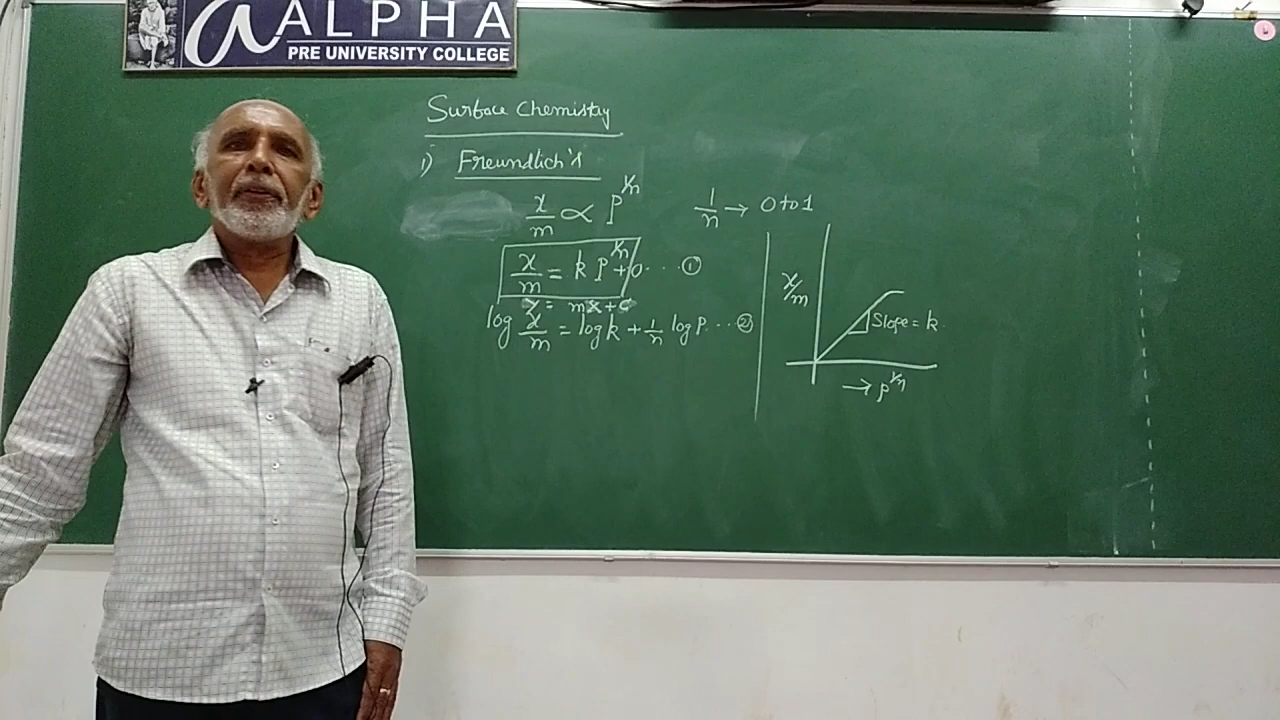 ALPHA
PRE UNIVERSITY COLLEGE
Surface Chemistry
1) Freundlich's
x/m ∝ P^1/n
1/n → 0 to 1
x/m = k P^1/n + 0 ... ①
y = mx + c
log x/m = log k + 1/n log P ... ②
x/m
Slope = k
→ P^1/n